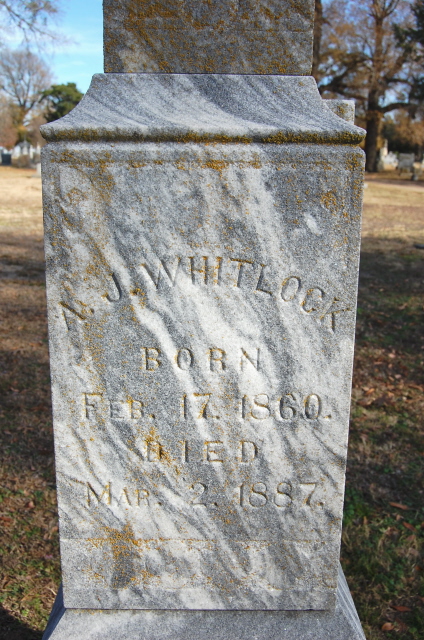 A. J. WHITLOCK
BORN
FEB. 17. 1860.
DIED
MAR. 2. 1887.